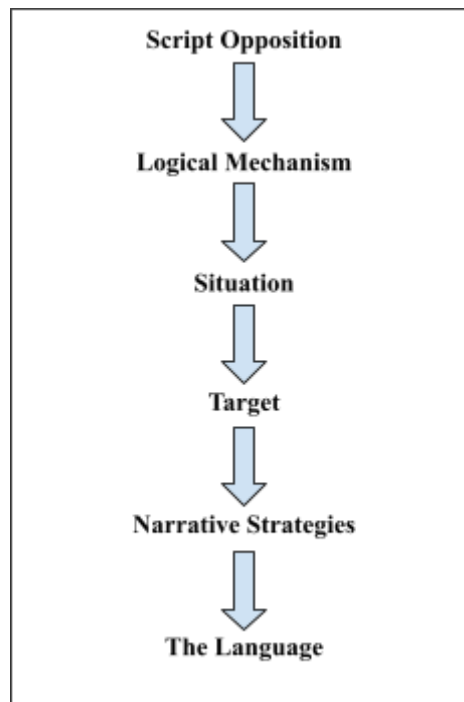 Script Opposition
Logical Mechanism
Situation
Target
Narrative Strategies
The Language